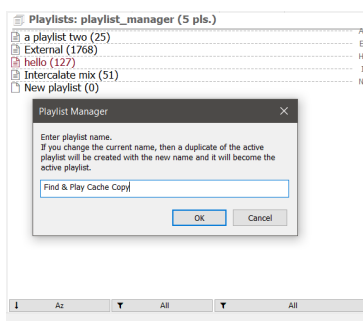 Playlists: playlist_manager (5 pls.)
A
a playlist two (25)
E
External (1768)
H
hello (127)
I
Intercalate mix (51)
N
New playlist (0)
Playlist Manager
Enter playlist name.
If you change the current name, then a duplicate of the active
playlist will be created with the new name and it will become the
active playlist.
Find & Play Cache Copy
OK Cancel
Az All All